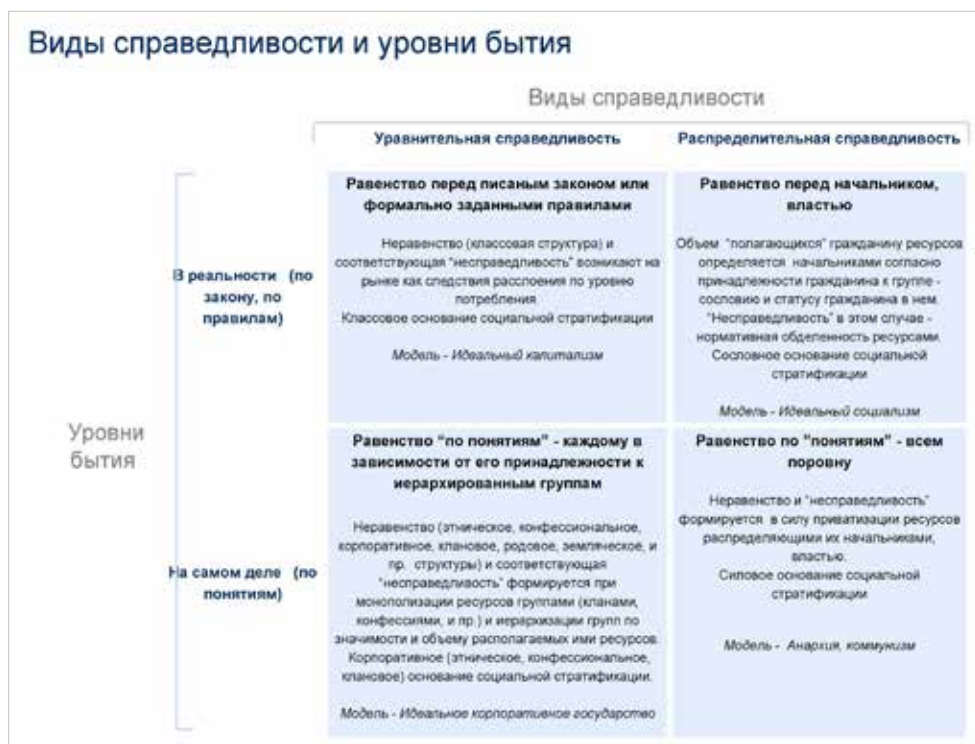 Виды справедливости и уровни бытия
Виды справедливости
Уравнительная справедливость
Распределительная справедливость
Уровни
бытия
В реальности (по
закону, по
правилам)
Равенство перед писаным законом или
формально заданными правилами
Неравенство (классовая структура) и
соответствующая "несправедливость" возникают на
рынке как следствия расслоения по уровню
потребления
Классовое основание социальной стратификации
Модель - Идеальный капитализм
Равенство перед начальником,
властью
Объем "полагающихся" гражданину ресурсов
определяется начальниками согласно
принадлежности гражданина к группе -
сословию и статусу гражданина в нем.
"Несправедливость" в этом случае -
нормативная обделенность ресурсами.
Сословное основание социальной
стратификации
Модель - Идеальный социализм
На самом деле (по
понятиям)
Равенство "по понятиям" - каждому в
зависимости от его принадлежности к
иерархированным группам
Неравенство (этническое, конфессиональное,
корпоративное, клановое, родовое, земляческое, и
пр. структуры) и соответствующая
"несправедливость" формируется при
монополизации ресурсов группами (кланами,
конфессиями, и пр.) и иерархизации групп по
значимости и объему располагаемых ими ресурсов.
Корпоративное (этническое, конфессиональное,
клановое) основание социальной стратификации.
Модель - Идеальное корпоративное государство
Равенство по "понятиям" - всем
поровну
Неравенство и "несправедливость"
формируется в силу приватизации ресурсов
распределяющими их начальниками,
властью.
Силовое основание социальной
стратификации
Модель - Анархия, коммунизм